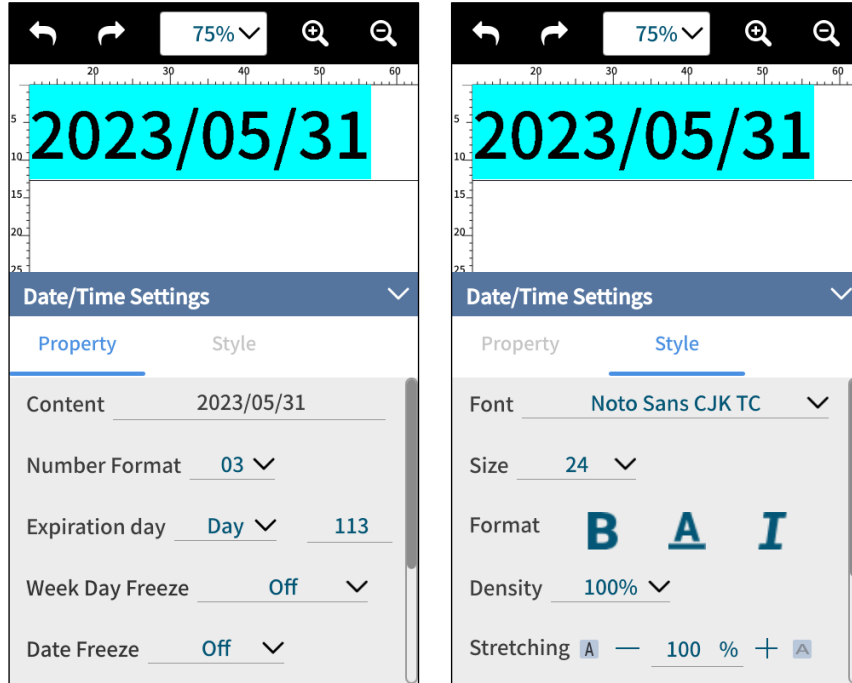 75%
20 30 40 50 60
2023/05/31
5
10
15
20
25
Date/Time Settings
Property Style
Content 2023/05/31
Number Format 03
Expiration day Day 113
Week Day Freeze Off
Date Freeze Off
75%
20 30 40 50 60
2023/05/31
5
10
15
20
25
Date/Time Settings
Property Style
Font Noto Sans CJK TC
Size 24
Format B A I
Density 100%
Stretching A — 100 % + A